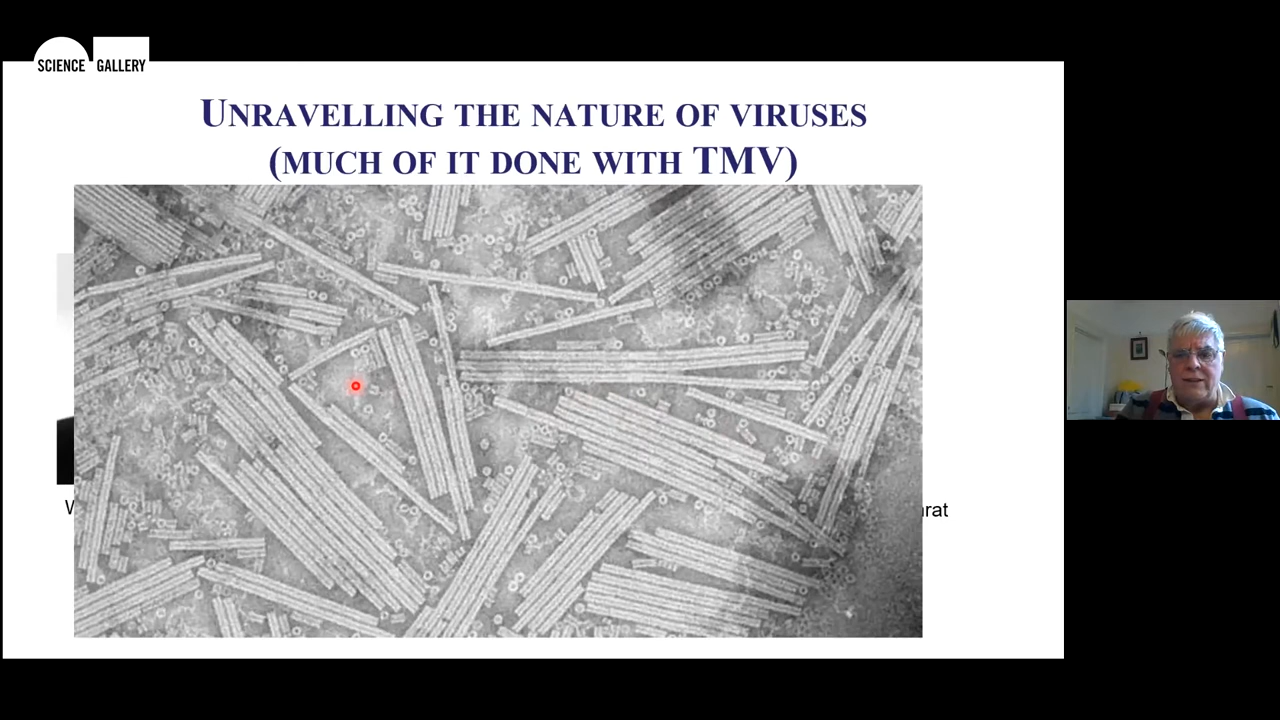 SCIENCE GALLERY
UNRAVELLING THE NATURE OF VIRUSES
(MUCH OF IT DONE WITH TMV)